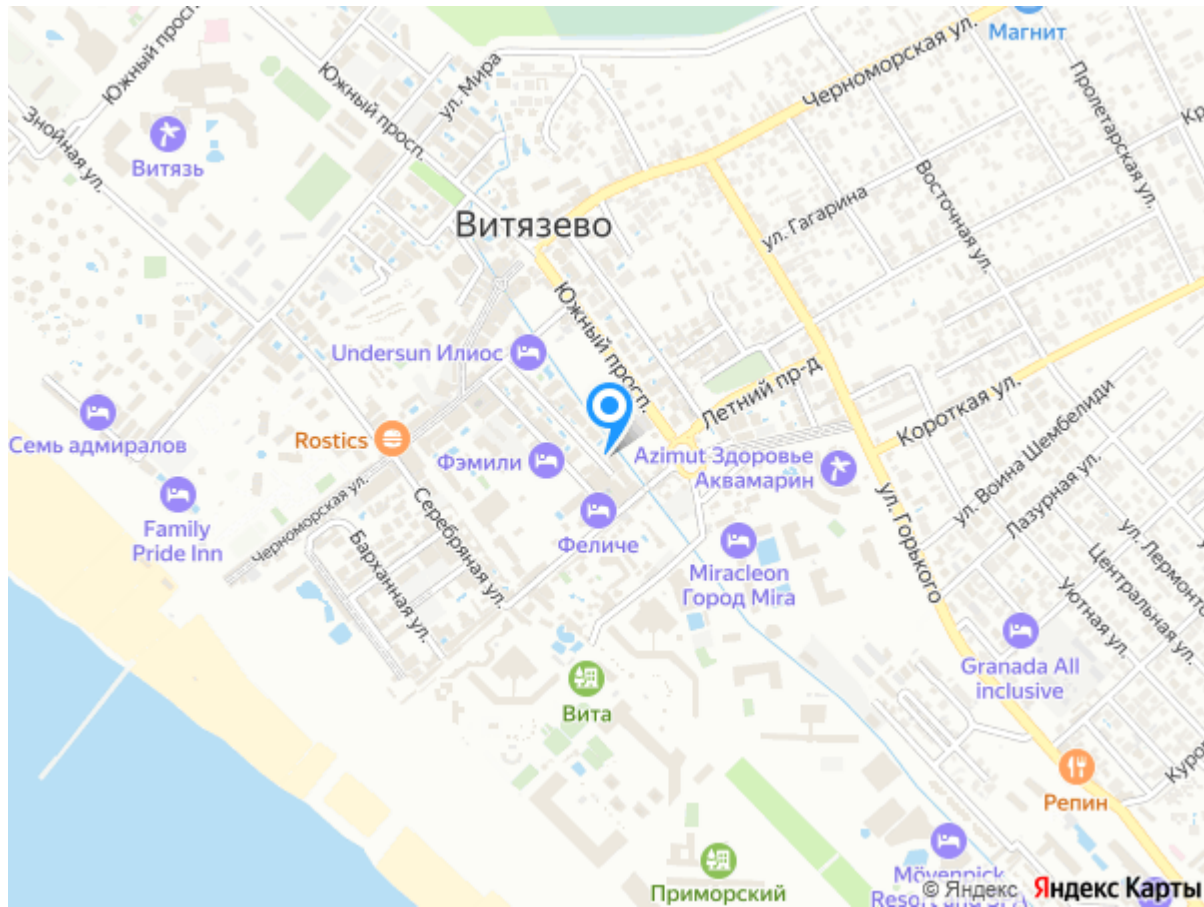 Южный просп.
ул. Мира
Черноморская ул.
Магнит
Пролетарская ул.
Южный просп.
Знойная ул.
Витязь
Витязево
ул. Гагарина
Восточная ул.
Южный просп.
Undersun Илиос
Летний пр-д
Короткая ул.
Семь адмиралов
Rostics
Фэмили
Azimut Здоровье
Аквамарин
ул. Воина Шембелиди
Лазурная ул.
Family
Pride Inn
Черноморская ул.
Серебряная ул.
Барханная ул.
Феличе
Miracleon
Город Mira
ул. Горького
Центральная ул.
Уютная ул.
Granada All
inclusive
Вита
Репин
Приморский
Mövenpick
© Яндекс Яндекс Карты